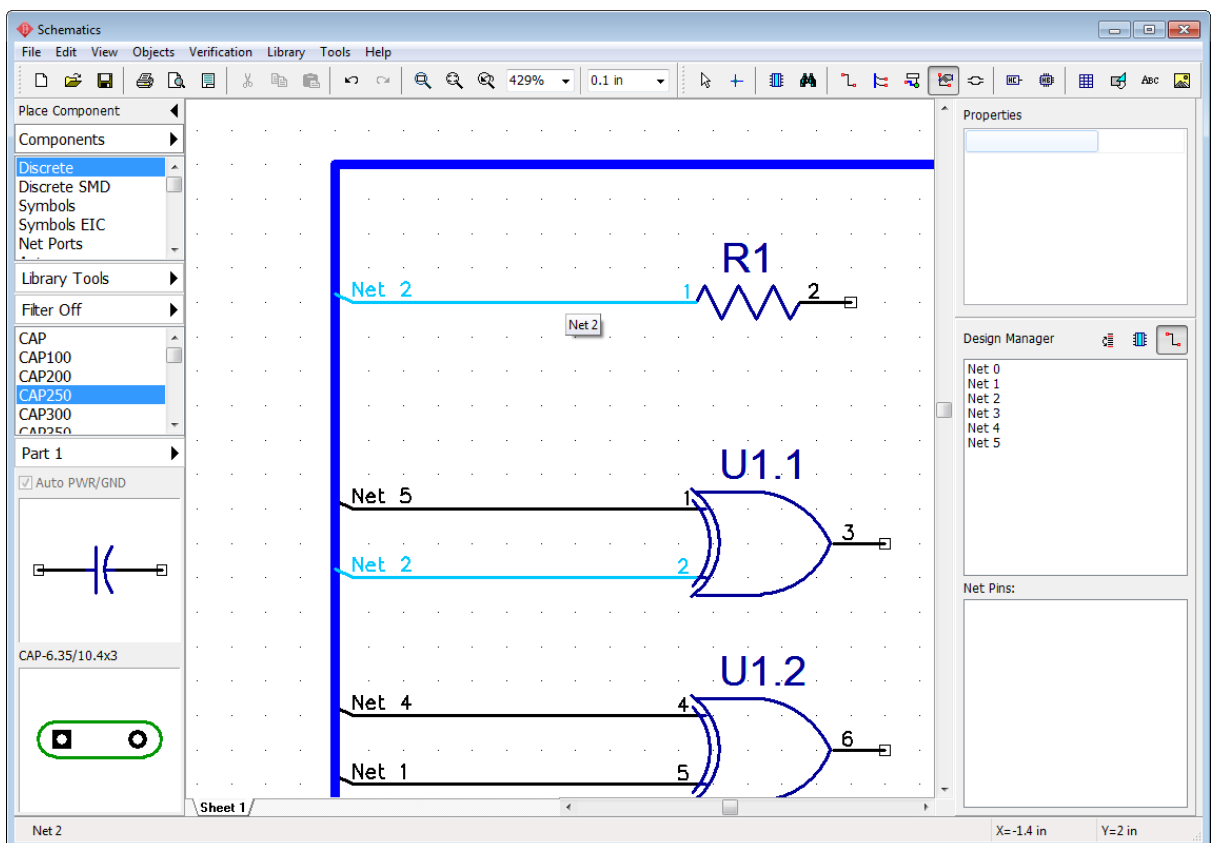 Schematics
File Edit View Objects Verification Library Tools Help
429%
0.1 in
ABC
Place Component
Components
Discrete
Discrete SMD
Symbols
Symbols EIC
Net Ports
Library Tools
Filter Off
CAP
CAP100
CAP200
CAP250
CAP300
CAP350
Part 1
Auto PWR/GND
CAP-6.35/10.4x3
R1
Net 2
1
2
Net 2
U1.1
Net 5
1
3
Net 2
2
U1.2
Net 4
4
6
Net 1
5
Sheet 1
Properties
Design Manager
Net 0
Net 1
Net 2
Net 3
Net 4
Net 5
Net Pins:
Net 2
X=-1.4 in
Y=2 in